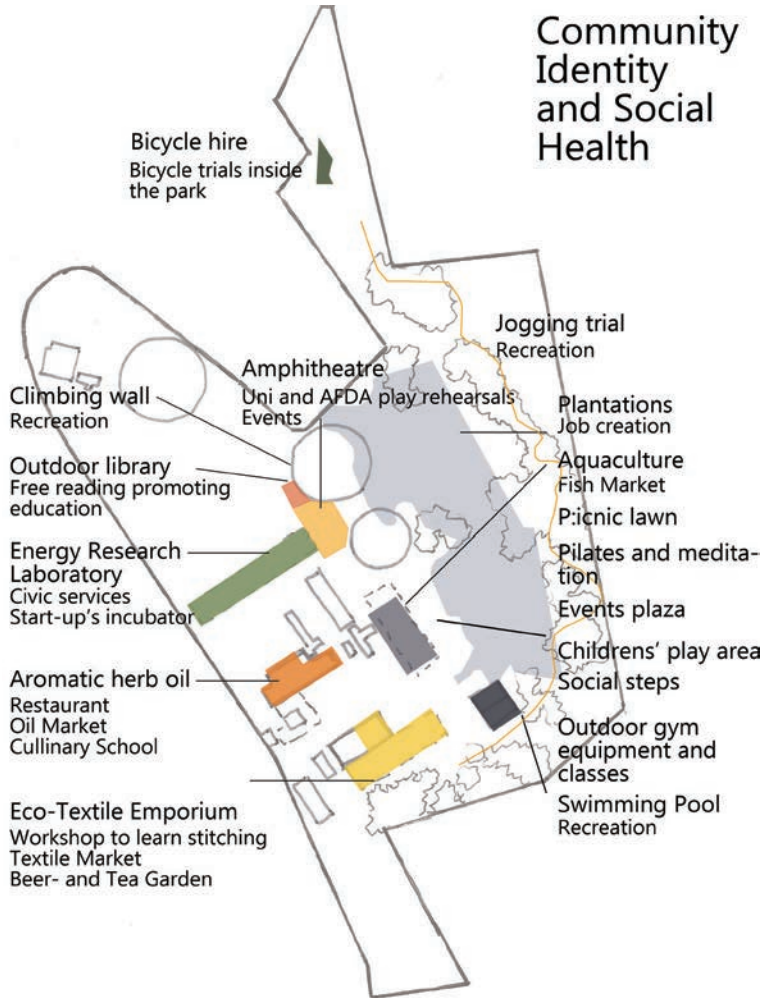 Community
Identity
and Social
Health
Bicycle hire
Bicycle trials inside
the park
Jogging trial
Recreation
Amphitheatre
Uni and AFDA play rehearsals
Events
Climbing wall
Recreation
Plantations
Job creation
Outdoor library
Free reading promoting
education
Aquaculture
Fish Market
P:icnic lawn
Energy Research
Laboratory
Civic services
Start-up's incubator
Pilates and medita-
tion
Events plaza
Childrens' play area
Social steps
Aromatic herb oil
Restaurant
Oil Market
Cullinary School
Outdoor gym
equipment and
classes
Swimming Pool
Recreation
Eco-Textile Emporium
Workshop to learn stitching
Textile Market
Beer- and Tea Garden